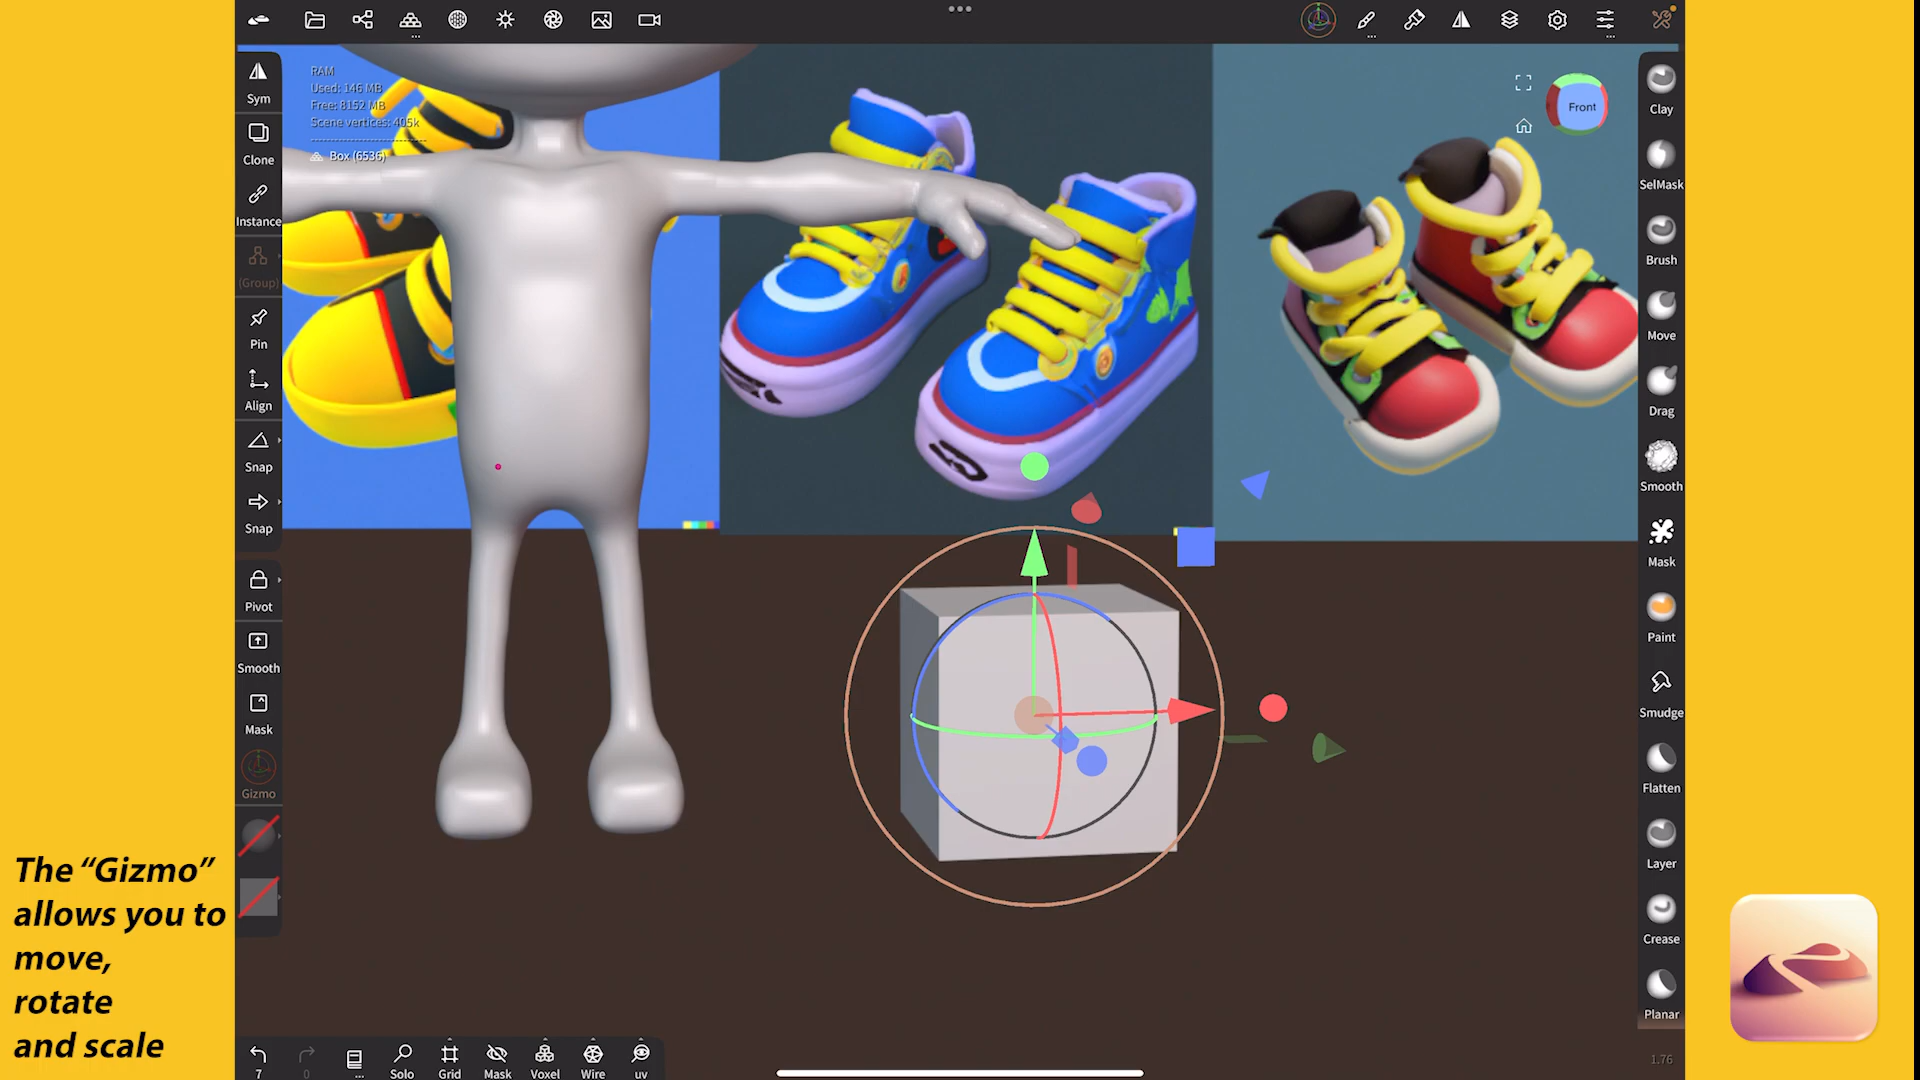 RAM
Used: 146 MB
Free: 8152 MB
Scene vertices: 405k
Box (6536)
Front
Sym
Clone
Instance
(Group)
Pin
Align
Snap
Snap
Pivot
Smooth
Mask
Gizmo
Clay
SelMask
Brush
Move
Drag
Smooth
Mask
Paint
Smudge
Flatten
Layer
Crease
Planar
1.76
The “Gizmo”
allows you to
move,
rotate
and scale
7
0
...
Solo
Grid
Mask
Voxel
Wire
uv